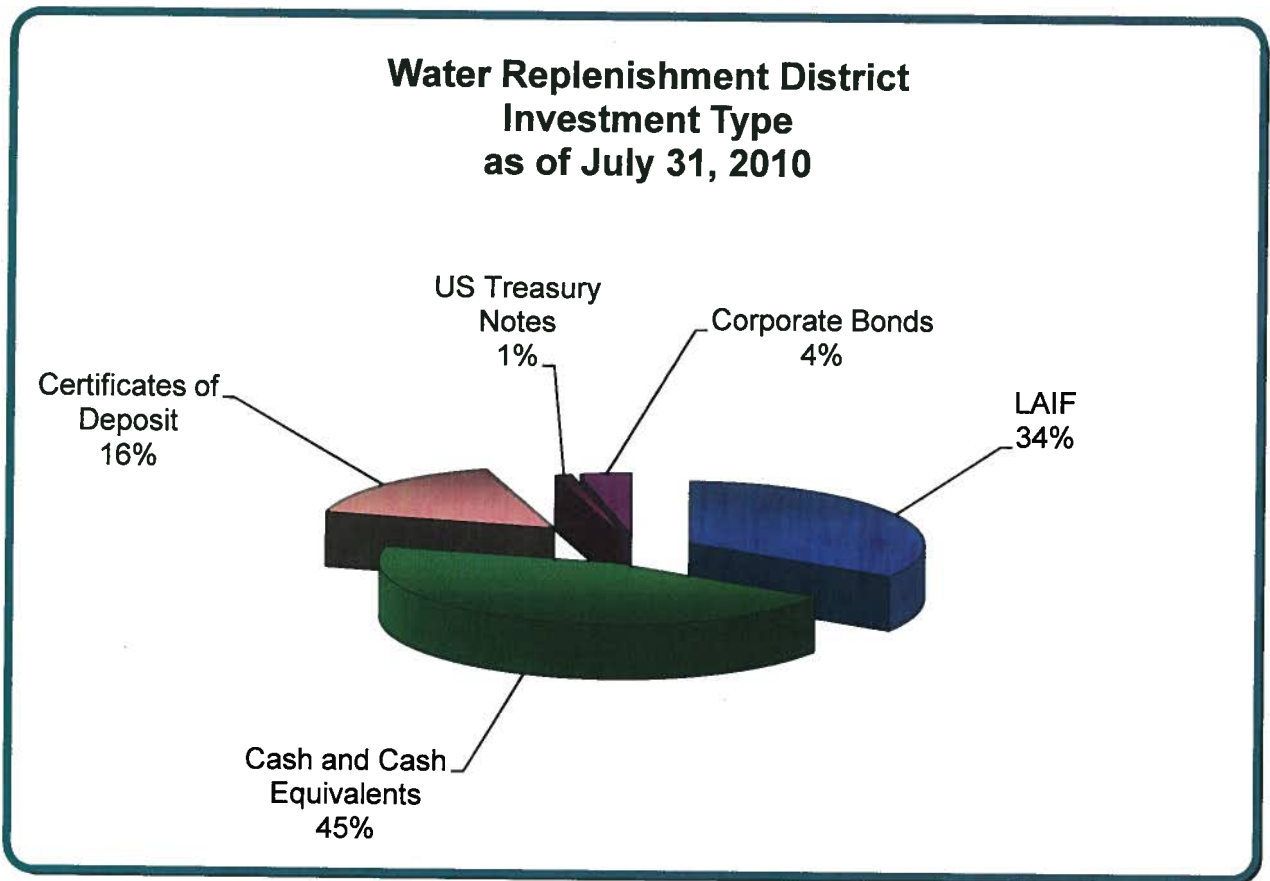 Water Replenishment District
Investment Type
as of July 31, 2010
US Treasury
Notes
1%
Corporate Bonds
4%
Certificates of
Deposit
16%
LAIF
34%
Cash and Cash
Equivalents
45%